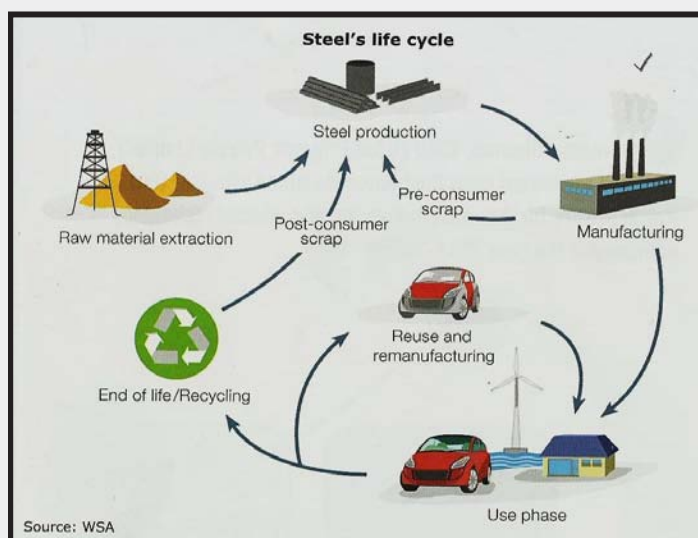 Steel's life cycle
Steel production
Raw material extraction
Post-consumer
scrap
Pre-consumer
scrap
Manufacturing
Reuse and
remanufacturing
End of life/Recycling
Use phase
Source: WSA